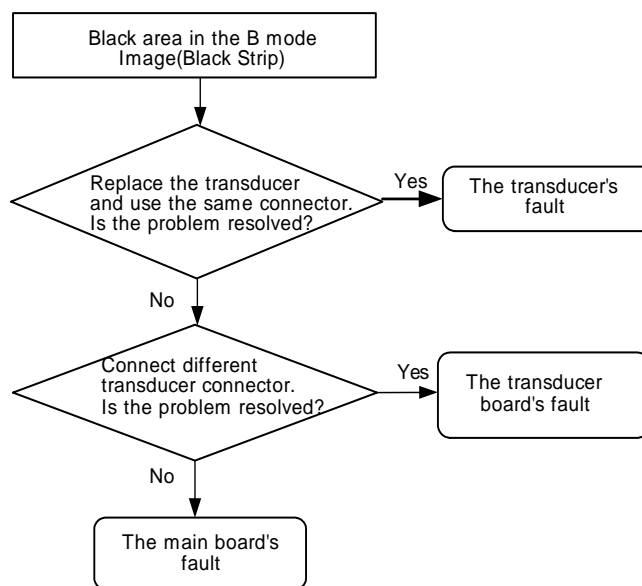 Black area in the B mode
Image(Black Strip)
Replace the transducer
and use the same connector.
Is the problem resolved?
Yes
The transducer's
fault
No
Connect different
transducer connector.
Is the problem resolved?
Yes
The transducer
board's fault
No
The main board's
fault